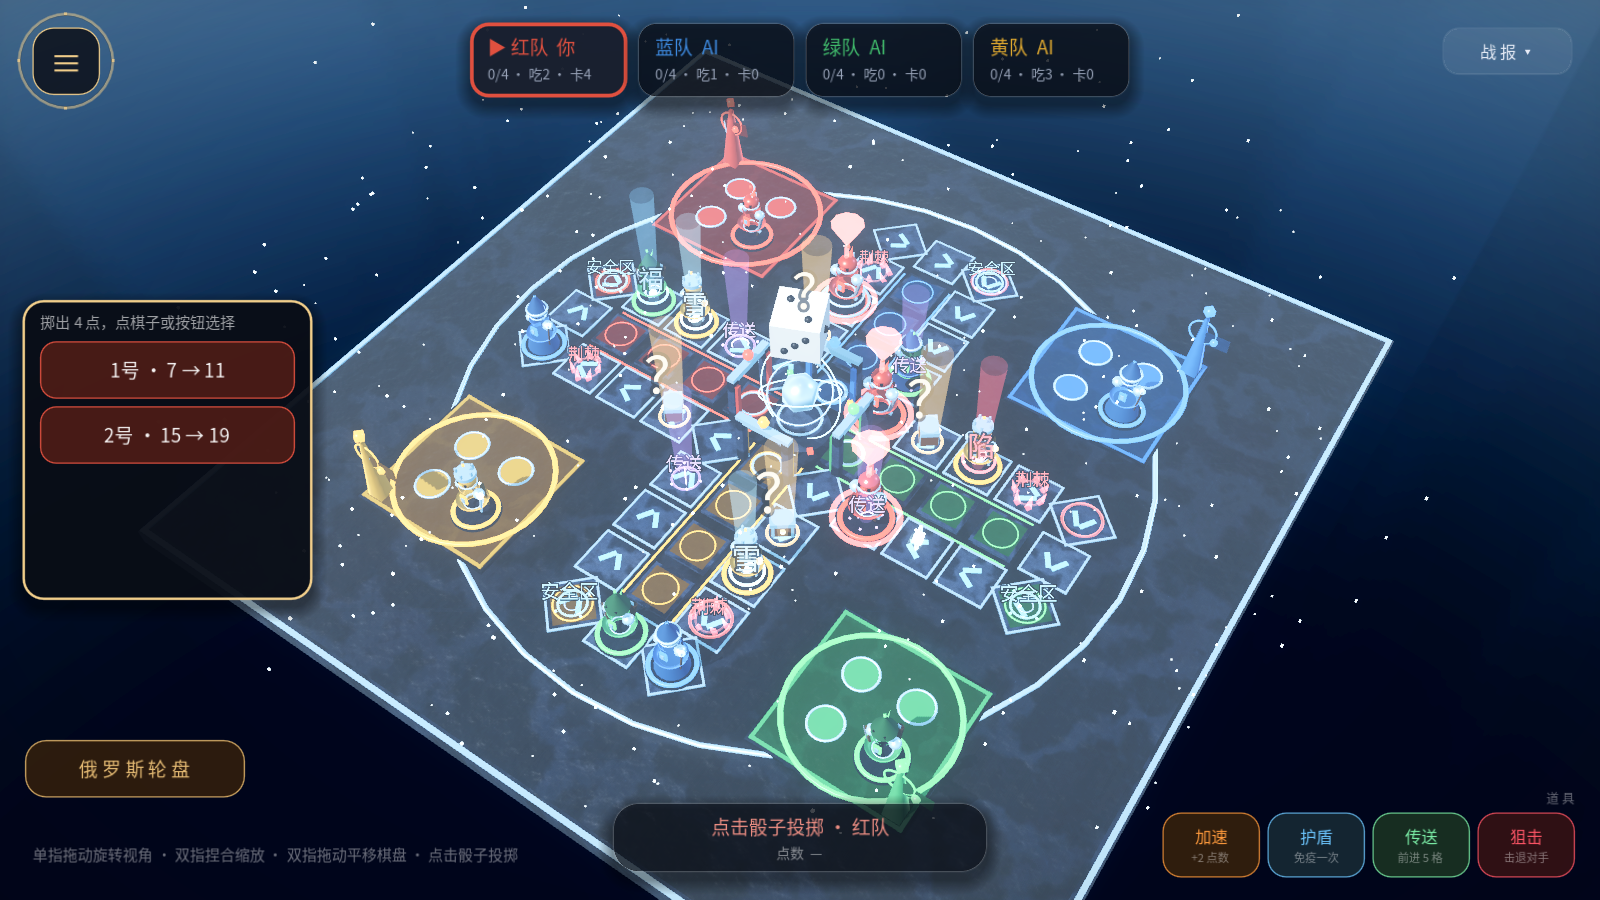 ▶ 红队 你
0/4 · 吃2 · 卡4
蓝队 AI
0/4 · 吃1 · 卡0
绿队 AI
0/4 · 吃0 · 卡0
黄队 AI
0/4 · 吃3 · 卡0
战报 ▾
掷出 4 点，点棋子或按钮选择
1号 · 7 → 11
2号 · 15 → 19
安全区
福
雪
荆棘
传送
?
荆棘
安全区
?
传送
?
陷
荆棘
传送
?
传送
雪
安全区
荆棘
安全区
俄罗斯轮盘
单指拖动旋转视角 · 双指捏合缩放 · 双指拖动平移棋盘 · 点击骰子投掷
点击骰子投掷 · 红队
点数 —
道具
加速
+2 点数
护盾
免疫一次
传送
前进 5 格
狙击
击退对手